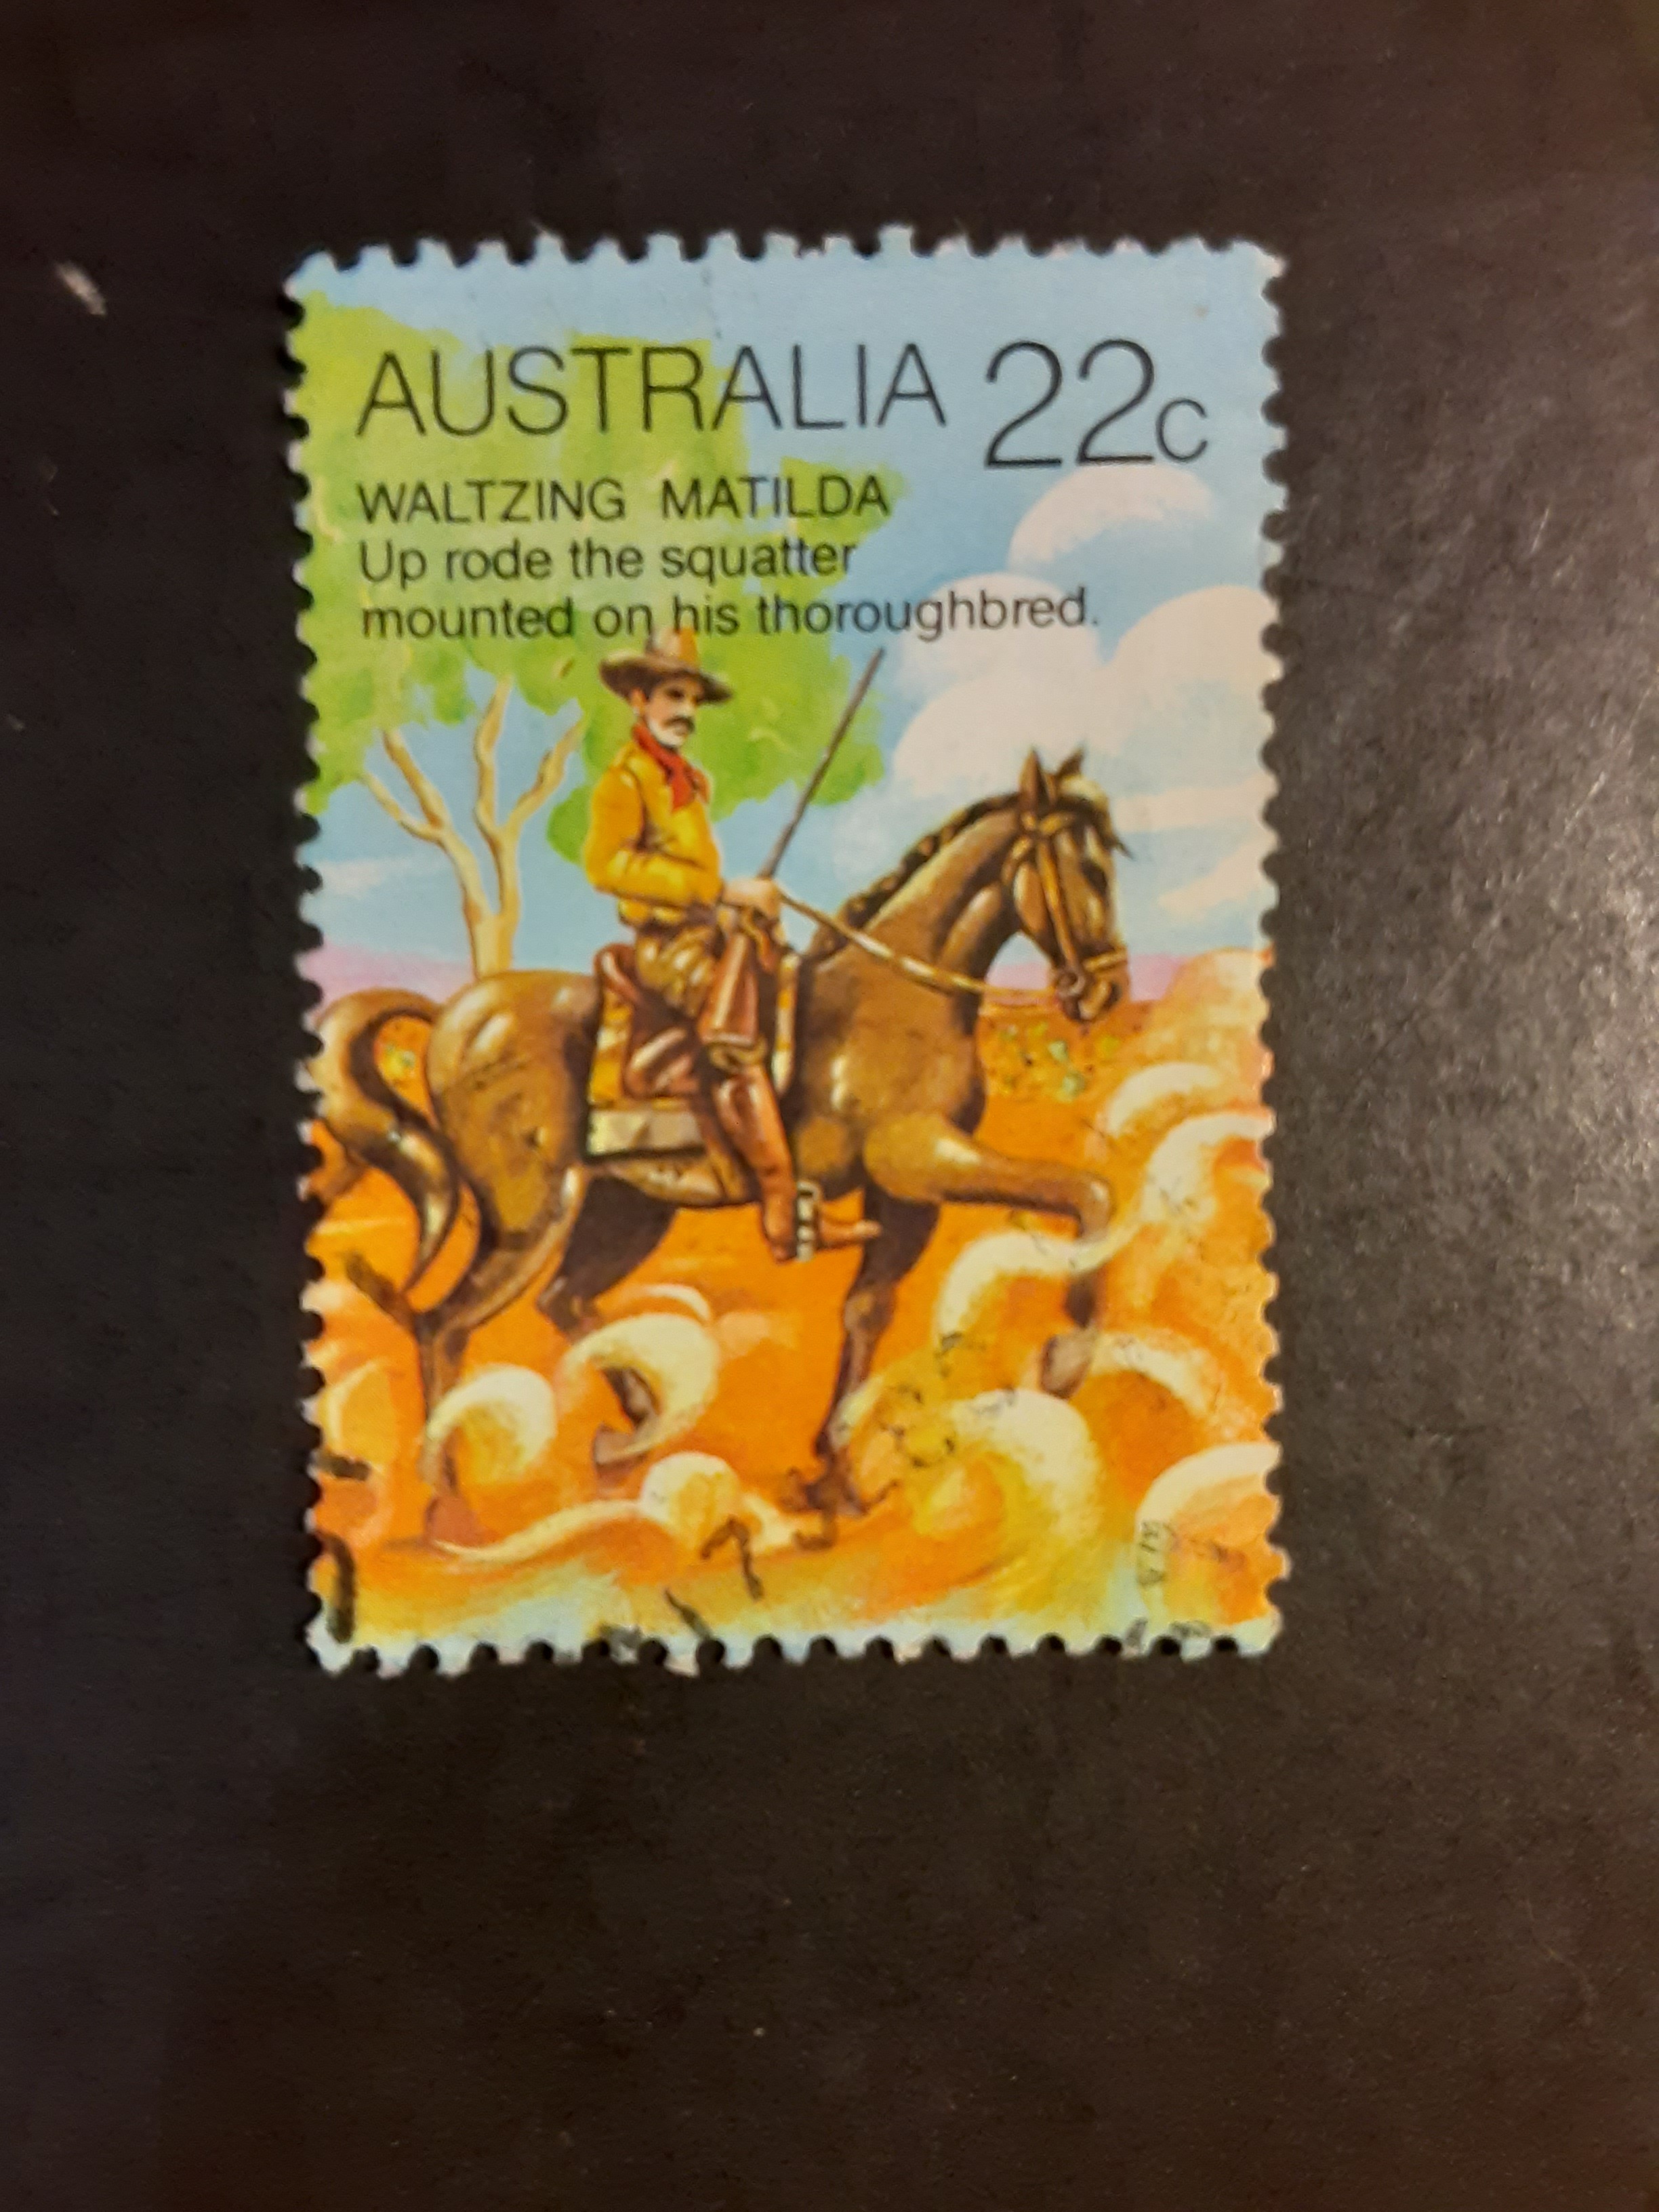 AUSTRALIA 22c
WALTZING MATILDA
Up rode the squatter
mounted on his thoroughbred.